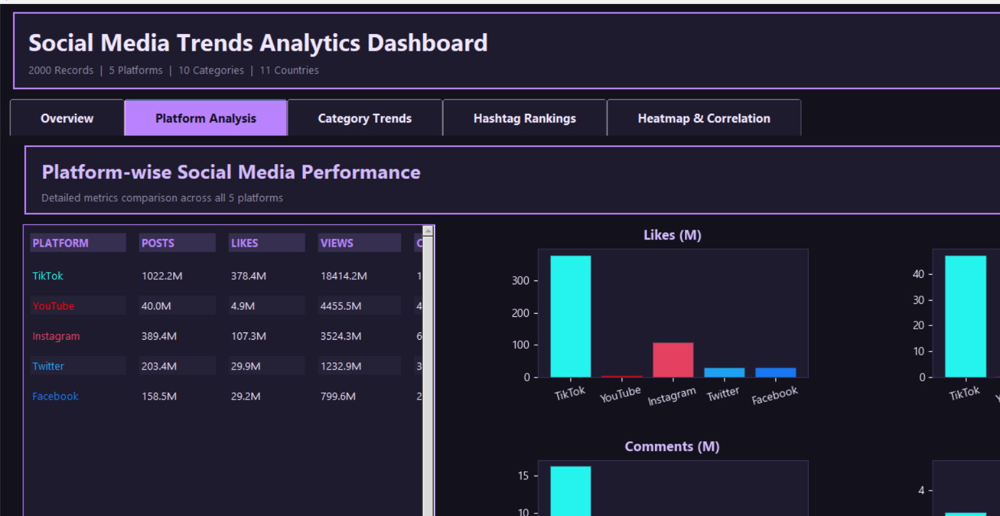 Social Media Trends Analytics Dashboard
2000 Records | 5 Platforms | 10 Categories | 11 Countries
Overview Platform Analysis Category Trends Hashtag Rankings Heatmap & Correlation
Platform-wise Social Media Performance
Detailed metrics comparison across all 5 platforms
PLATFORM POSTS LIKES VIEWS
TikTok 1022.2M 378.4M 18414.2M 1
YouTube 40.0M 4.9M 4455.5M 4
Instagram 389.4M 107.3M 3524.3M 6
Twitter 203.4M 29.9M 1232.9M 3
Facebook 158.5M 29.2M 799.6M 2
Likes (M)
300
200
100
0
TikTok YouTube Instagram Twitter Facebook
40
30
20
10
0
TikTok
Comments (M)
15
10
4